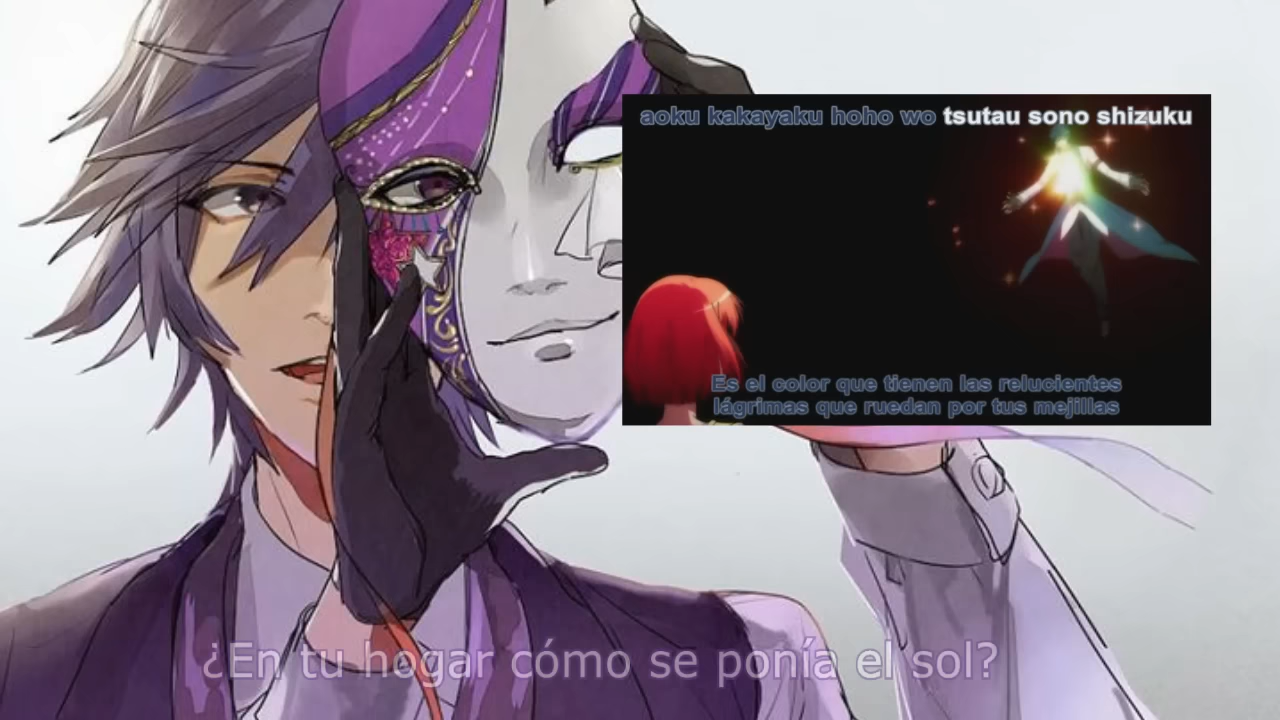 aoku kakayaku hoho wo tsutau sono shizuku
Es el color que tienen las relucientes
lágrimas que ruedan por tus mejillas
¿En tu hogar cómo se ponía el sol?